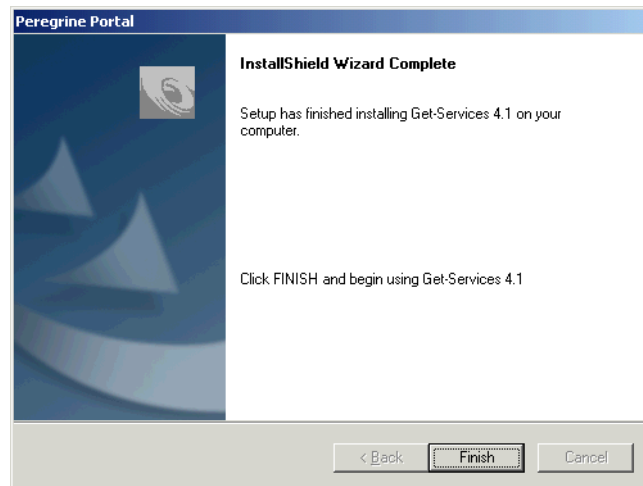 Peregrine Portal
InstallShield Wizard Complete
Setup has finished installing Get-Services 4.1 on your
computer.
Click FINISH and begin using Get-Services 4.1
< Back
Finish
Cancel